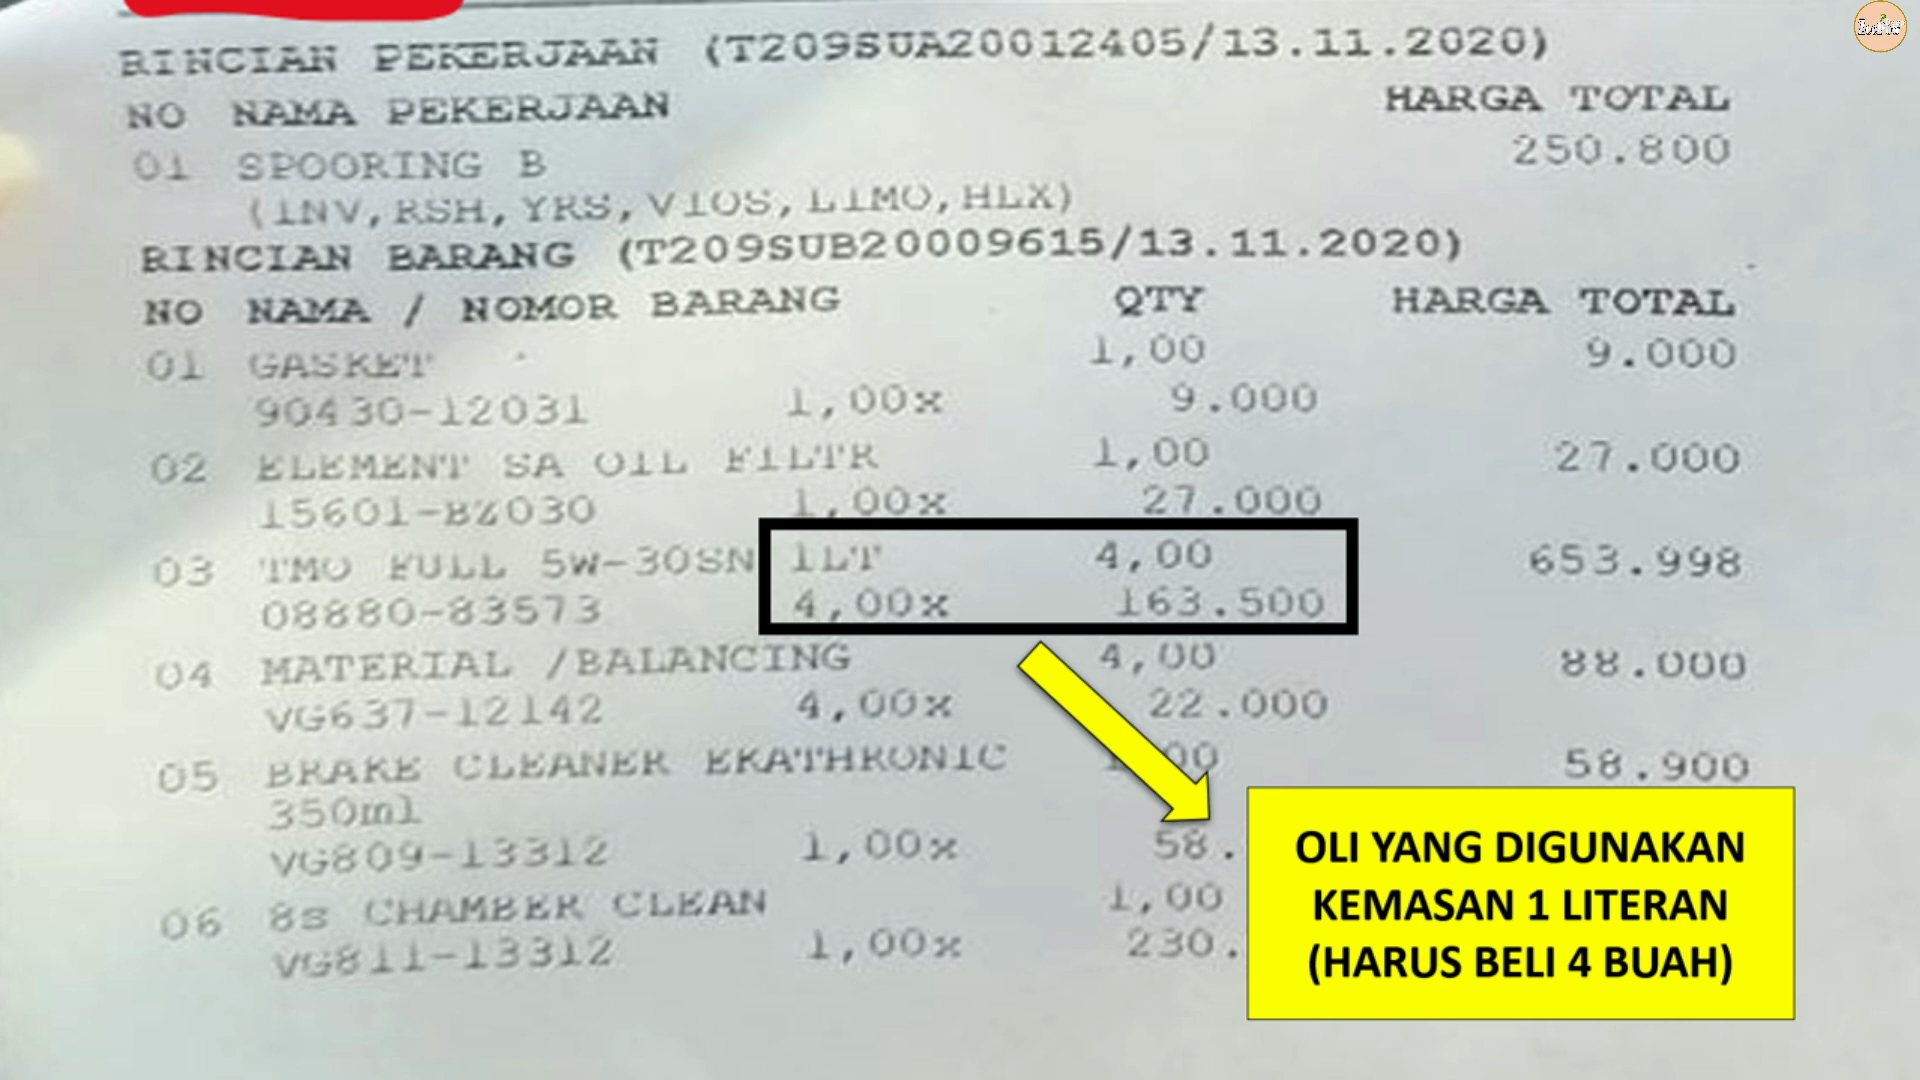 RINCIAN PEKERJAAN (T209SUA20012405/13.11.2020)
NO NAMA PEKERJAAN HARGA TOTAL
01 SPOORING B 250.800
(INV,RSH,YRS,VIOS,LIMO,HLX)
RINCIAN BARANG (T209SUB20009615/13.11.2020)
NO NAMA / NOMOR BARANG QTY HARGA TOTAL
01 GASKET 1,00 9.000
90430-12031 1,00x 9.000
02 ELEMENT SA OIL FILTR 1,00 27.000
15601-BZ030 1,00x 27.000
03 TMO FULL 5W-30SN 1LT 4,00 653.998
08880-83573 4,00x 163.500
04 MATERIAL /BALANCING 4,00 88.000
VG637-12142 4,00x 22.000
05 BRAKE CLEANER EKATHRONIC 00 58.900
350ml
VG809-13312 1,00x 58.
06 8s CHAMBER CLEAN 1,00
VG811-13312 1,00x 230.
OLI YANG DIGUNAKAN
KEMASAN 1 LITERAN
(HARUS BELI 4 BUAH)